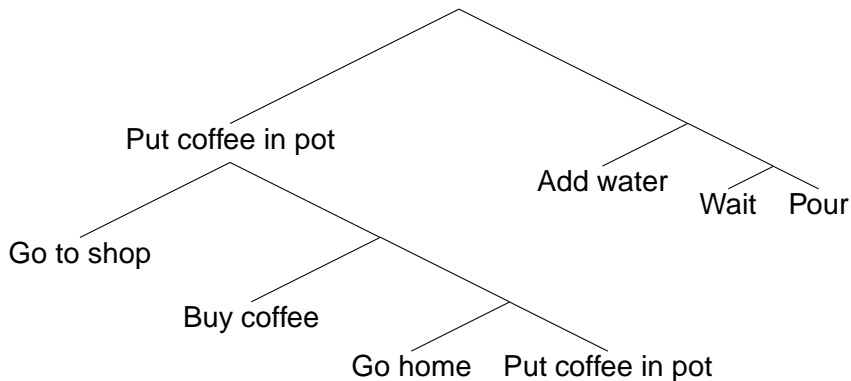 Put coffee in pot
Add water
Wait
Pour
Go to shop
Buy coffee
Go home
Put coffee in pot